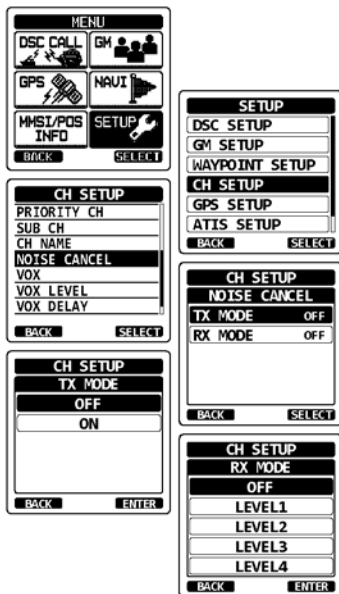 MENU
DSC CALL
GM
GPS
NAVI
MMSI/POS
INFO
SETUP
BACK
SELECT
SETUP
DSC SETUP
GM SETUP
WAYPOINT SETUP
CH SETUP
GPS SETUP
ATIS SETUP
BACK
SELECT
CH SETUP
PRIORITY CH
SUB CH
CH NAME
NOISE CANCEL
VOX
VOX LEVEL
VOX DELAY
BACK
SELECT
CH SETUP
NOISE CANCEL
TX MODE OFF
RX MODE OFF
BACK
SELECT
CH SETUP
TX MODE
OFF
ON
BACK
ENTER
CH SETUP
RX MODE
OFF
LEVEL1
LEVEL2
LEVEL3
LEVEL4
BACK
ENTER